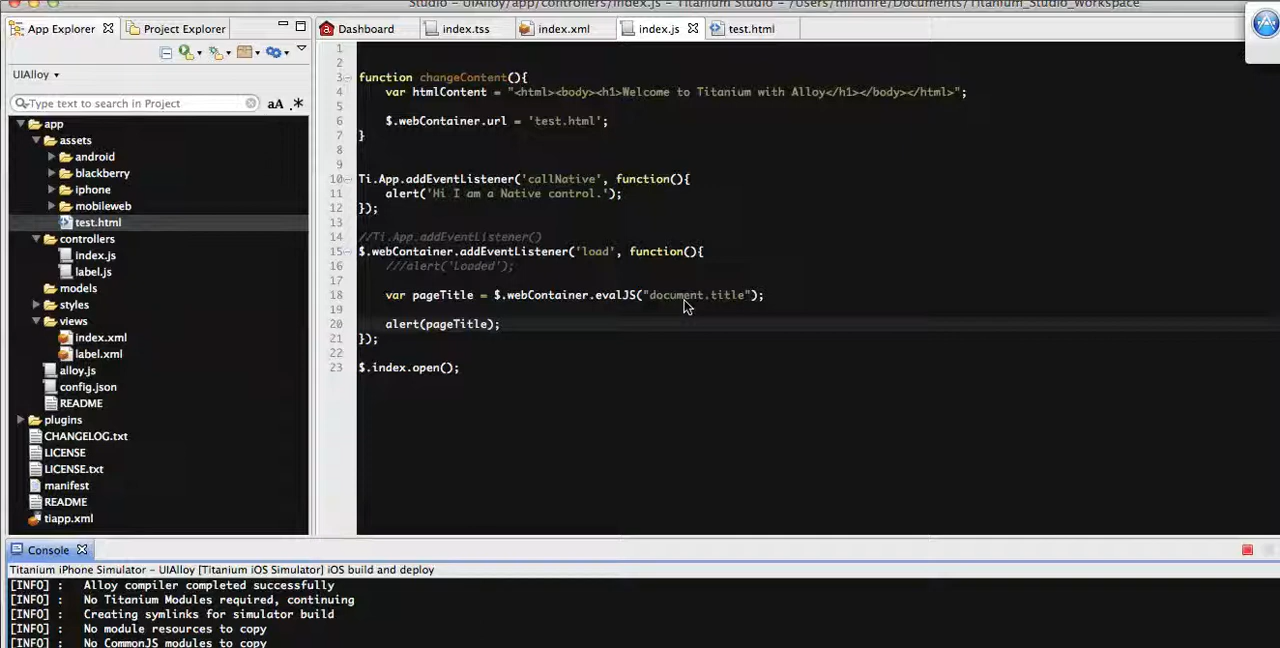 Studio - UIAlloy/app/controllers/index.js - Titanium Studio - /Users/mindfire/Documents/Titanium_Studio_Workspace
App Explorer
Project Explorer
Dashboard
index.tss
index.xml
index.js
test.html
UIAlloy
Type text to search in Project
aA
app
assets
android
blackberry
iphone
mobileweb
test.html
controllers
index.js
label.js
models
styles
views
index.xml
label.xml
alloy.js
config.json
README
plugins
CHANGELOG.txt
LICENSE
LICENSE.txt
manifest
README
tiapp.xml
1
2
3 function changeContent(){
4 var htmlContent = "<html><body><h1>Welcome to Titanium with Alloy</h1></body></html>";
5
6 $.webContainer.url = 'test.html';
7 }
8
9
10 Ti.App.addEventListener('callNative', function(){
11 alert('Hi I am a Native control.');
12 });
13
14 //Ti.App.addEventListener()
15 $.webContainer.addEventListener('load', function(){
16 ///alert('Loaded');
17
18 var pageTitle = $.webContainer.evalJS("document.title");
19
20 alert(pageTitle);
21 });
22
23 $.index.open();
Console
Titanium iPhone Simulator - UIAlloy [Titanium iOS Simulator] iOS build and deploy
[INFO] : Alloy compiler completed successfully
[INFO] : No Titanium Modules required, continuing
[INFO] : Creating symlinks for simulator build
[INFO] : No module resources to copy
[INFO] : No CommonJS modules to copy